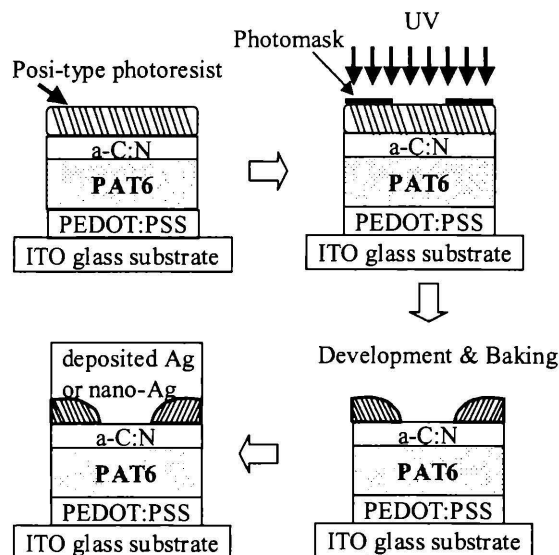 Posi-type photoresist
a-C:N
PAT6
PEDOT:PSS
ITO glass substrate
UV
Photomask
a-C:N
PAT6
PEDOT:PSS
ITO glass substrate
Development & Baking
a-C:N
PAT6
PEDOT:PSS
ITO glass substrate
deposited Ag
or nano-Ag
a-C:N
PAT6
PEDOT:PSS
ITO glass substrate